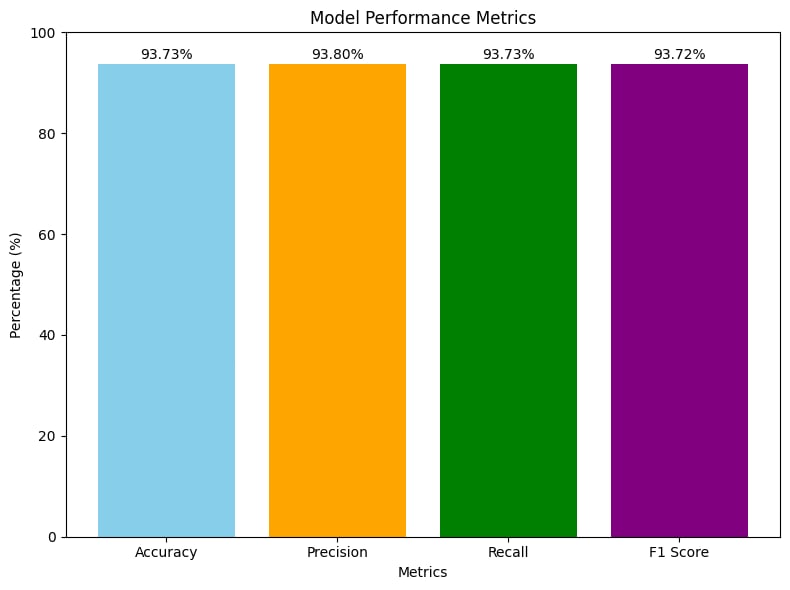 Model Performance Metrics
100
80
60
40
20
0
Percentage (%)
93.73%
93.80%
93.73%
93.72%
Accuracy
Precision
Recall
F1 Score
Metrics